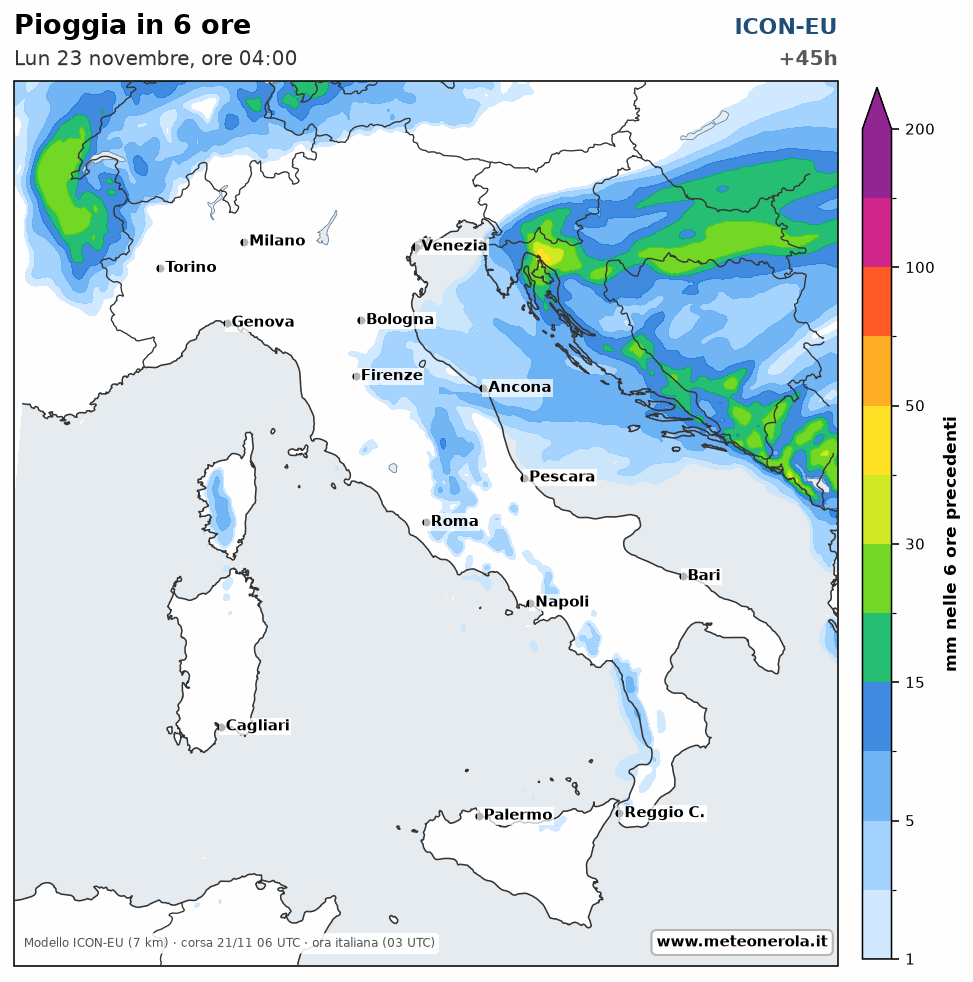 Pioggia in 6 ore
ICON-EU
Lun 23 novembre, ore 04:00
+45h
200
100
50
30
15
5
1
mm nelle 6 ore precedenti
Milano
Venezia
Torino
Genova
Bologna
Firenze
Ancona
Pescara
Roma
Bari
Napoli
Cagliari
Palermo
Reggio C.
Modello ICON-EU (7 km) · corsa 21/11 06 UTC · ora italiana (03 UTC)
www.meteonerola.it